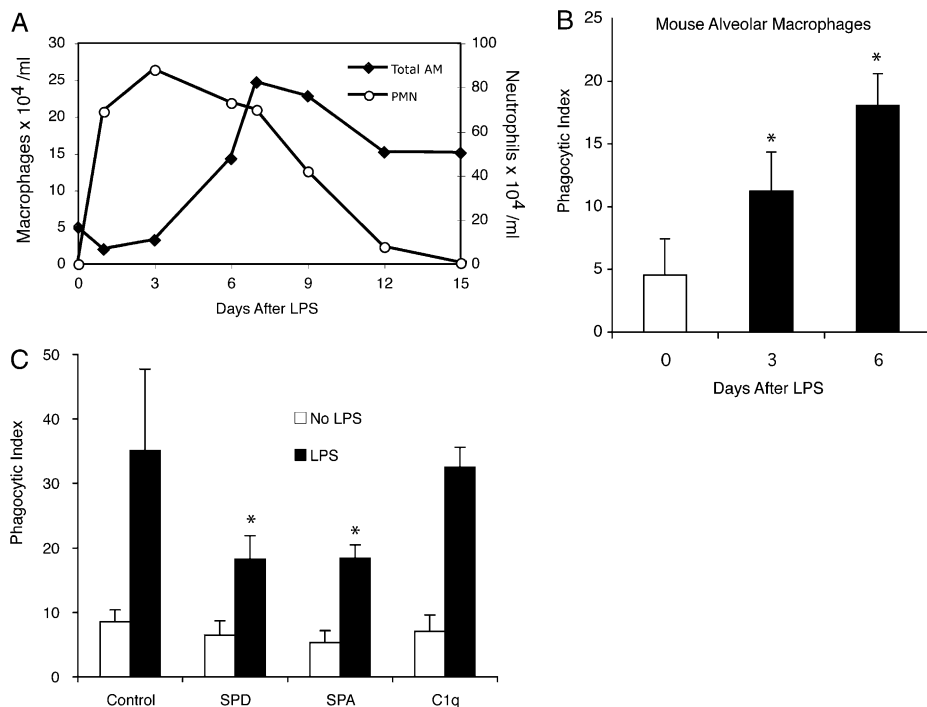 A
Macrophages x 10⁴ /ml
30
25
20
15
10
5
0
Total AM
PMN
100
80
60
40
20
0
Neutrophils x 10⁴ /ml
0 3 6 9 12 15
Days After LPS
B
Mouse Alveolar Macrophages
Phagocytic Index
25
20
15
10
5
0
*
*
0 3 6
Days After LPS
C
Phagocytic Index
50
40
30
20
10
0
No LPS
LPS
*
*
Control SPD SPA C1q